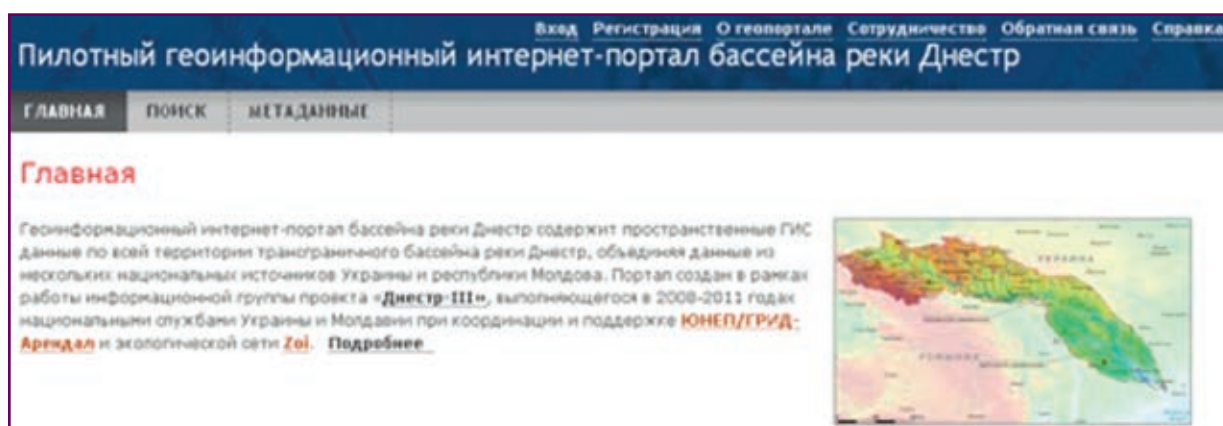 Вход Регистрация О геопортале Сотрудничество Обратная связь Справка
Пилотный геоинформационный интернет-портал бассейна реки Днестр
ГЛАВНАЯ ПОИСК МЕТАДАННЫЕ
Главная
Геоинформационный интернет-портал бассейна реки Днестр содержит пространственные ГИС
данные по всей территории трансграничного бассейна реки Днестр, объединяя данные из
нескольких национальных источников Украины и республики Молдова. Портал создан в рамках
работы информационной группы проекта «Днестр-III», выполняющегося в 2008-2011 годах
национальными службами Украины и Молдавии при координации и поддержке ЮНЕП/ГРИД-
Арендал и экологической сети Zoi. Подробнее
УКРАИНА
РУМЫНИЯ